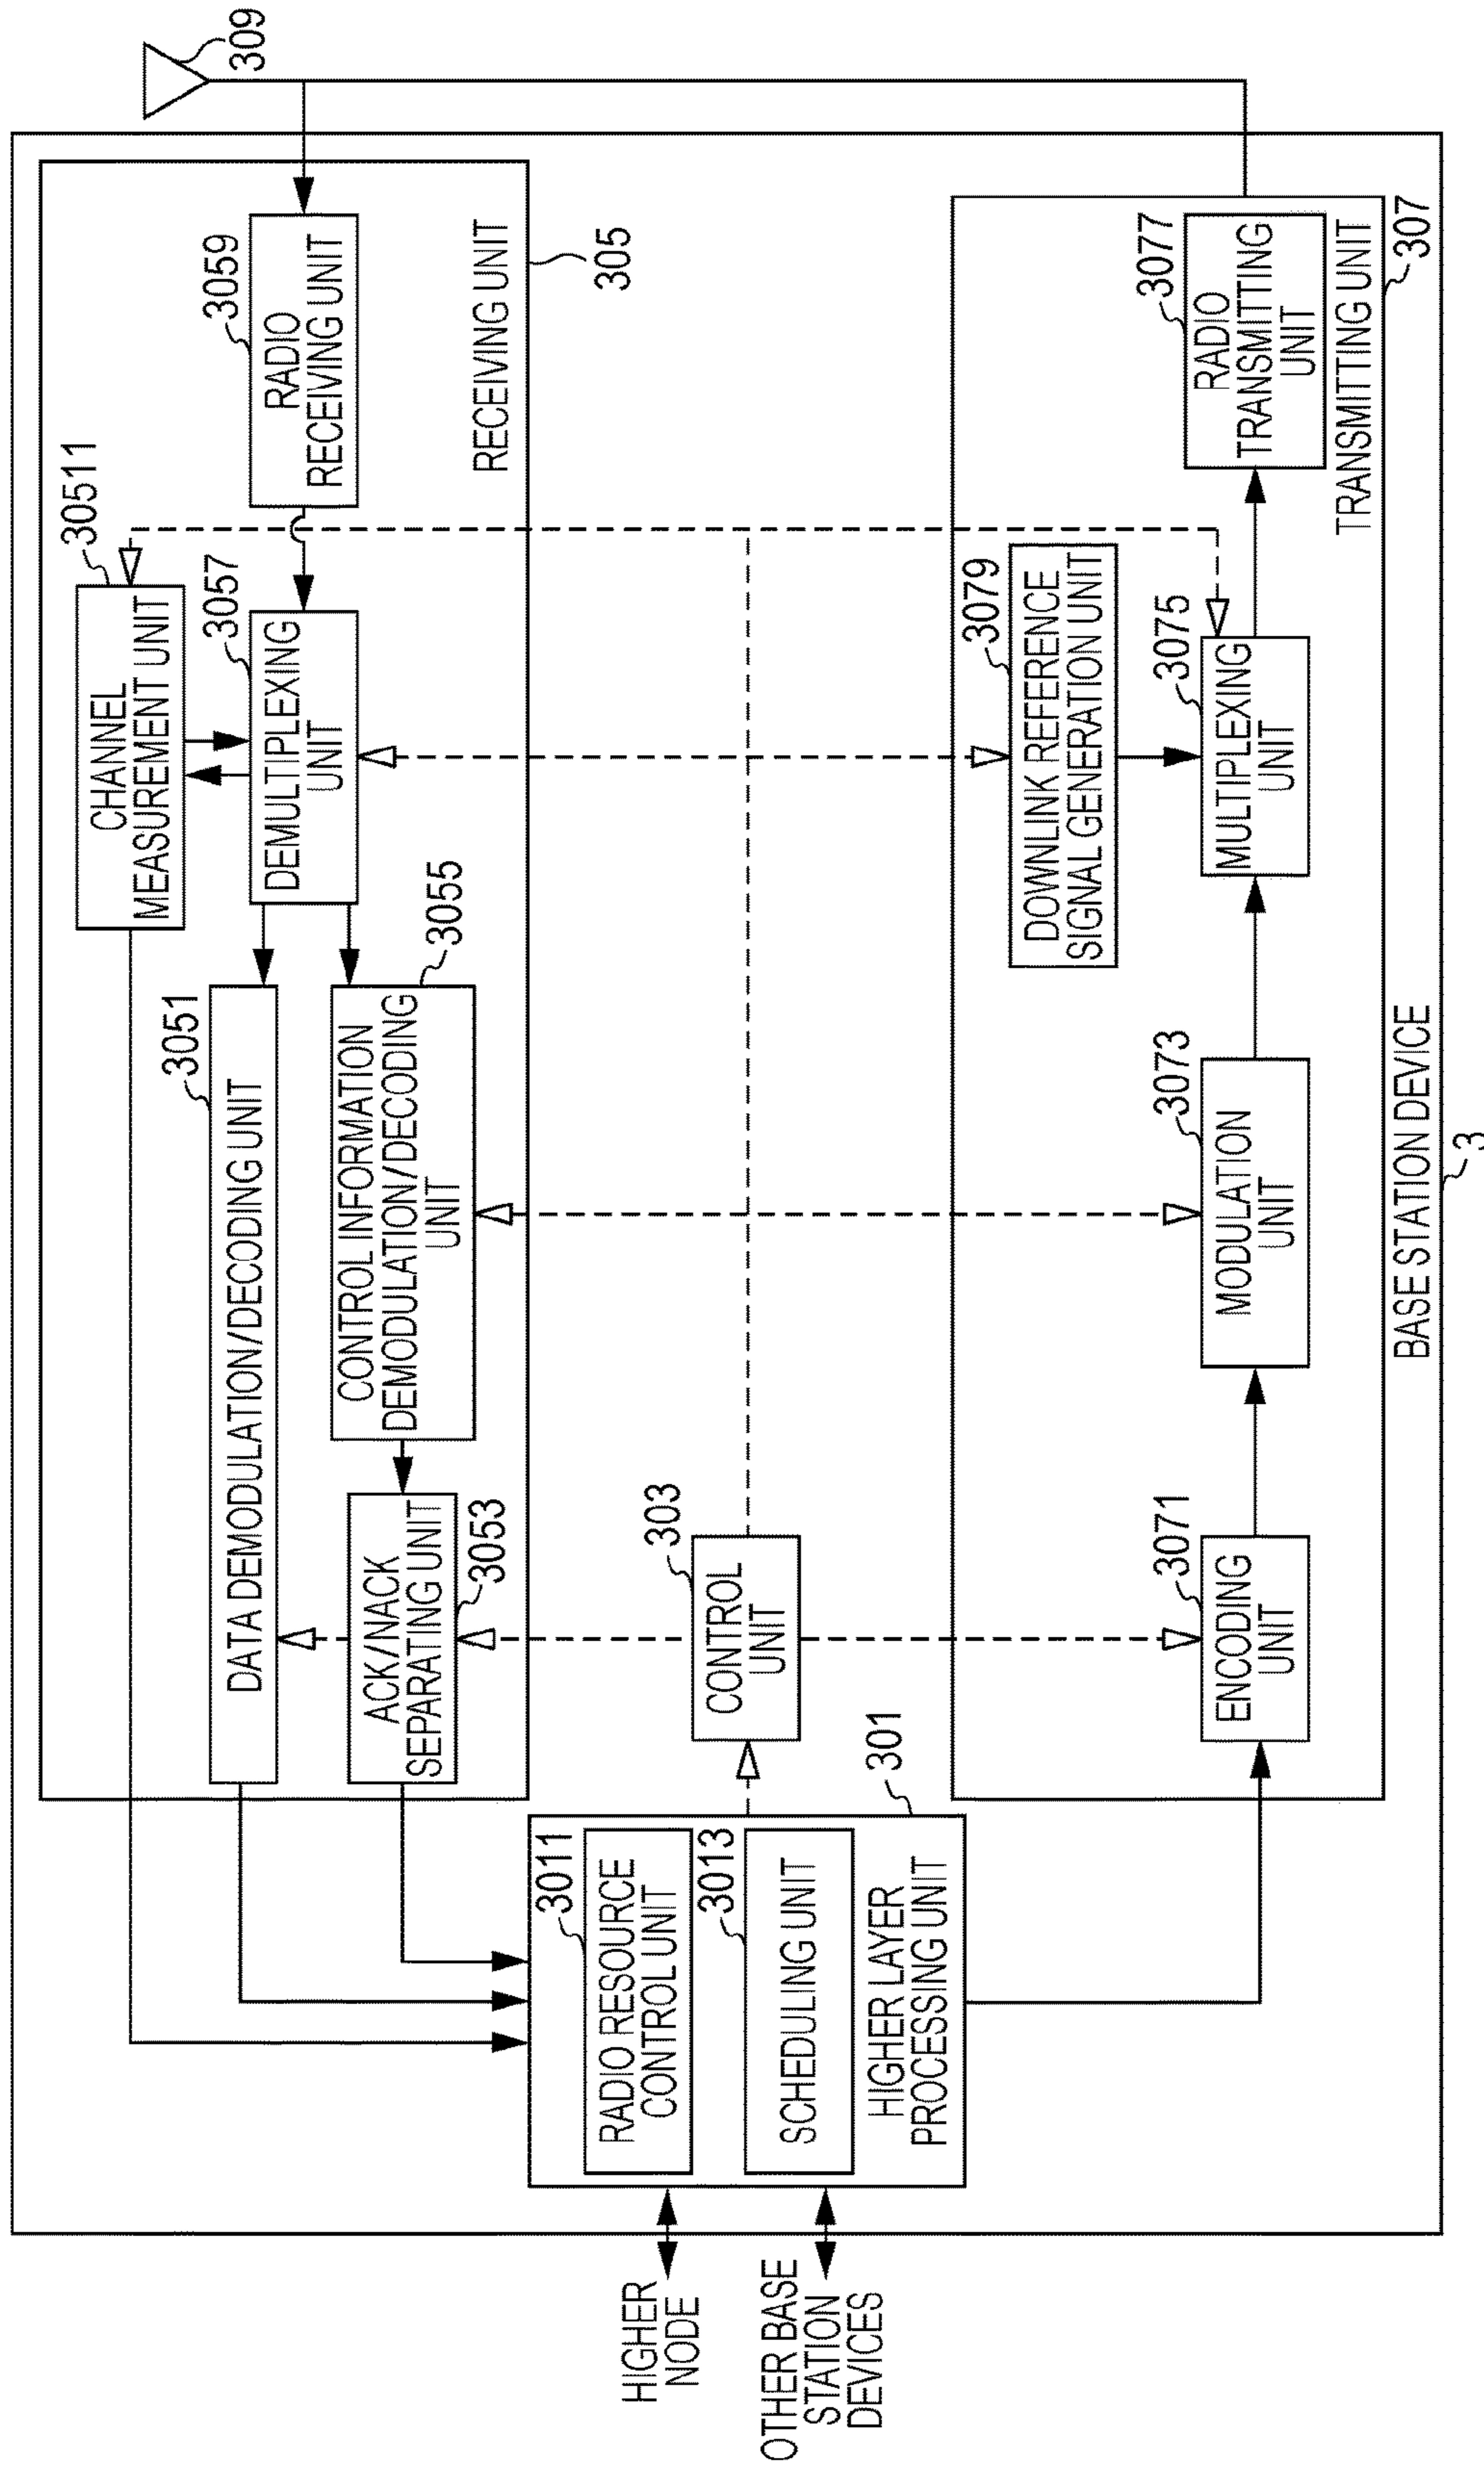 309
RECEIVING UNIT
305
3059
RADIO
RECEIVING UNIT
30511
CHANNEL
MEASUREMENT UNIT
3057
DEMULTIPLEXING
UNIT
3051
DATA DEMODULATION/DECODING UNIT
3055
CONTROL INFORMATION
DEMODULATION/DECODING
UNIT
ACK/NACK
SEPARATING UNIT
3053
303
CONTROL
UNIT
301
3011
RADIO RESOURCE
CONTROL UNIT
3013
SCHEDULING UNIT
HIGHER LAYER
PROCESSING UNIT
HIGHER
NODE
OTHER BASE
STATION
DEVICES
3071
ENCODING
UNIT
3073
MODULATION
UNIT
3079
DOWNLINK REFERENCE
SIGNAL GENERATION UNIT
3075
MULTIPLEXING
UNIT
3077
RADIO
TRANSMITTING
UNIT
TRANSMITTING UNIT
307
BASE STATION DEVICE
3